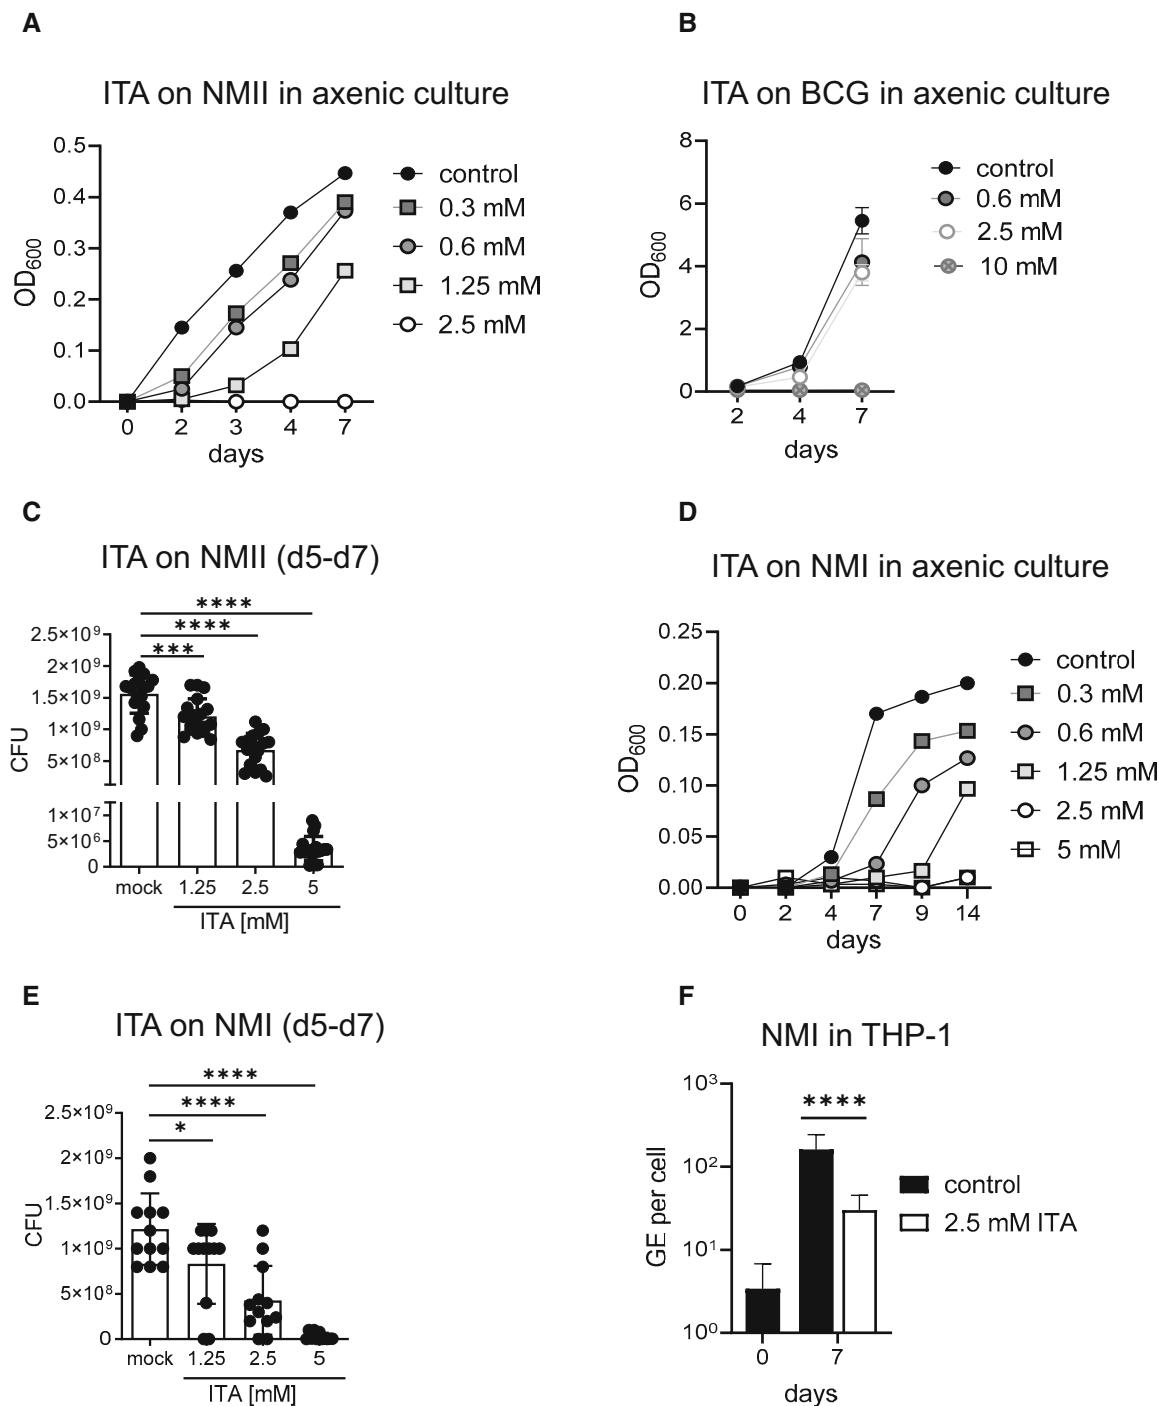 A
ITA on NMII in axenic culture
OD600
0.5
0.4
0.3
0.2
0.1
0.0
0 2 3 4 7
days
control
0.3 mM
0.6 mM
1.25 mM
2.5 mM
B
ITA on BCG in axenic culture
OD600
8
6
4
2
0
2 4 7
days
control
0.6 mM
2.5 mM
10 mM
C
ITA on NMII (d5-d7)
****
****
***
CFU
2.5×10⁹
2×10⁹
1.5×10⁹
1×10⁹
5×10⁸
1×10⁷
5×10⁶
0
mock 1.25 2.5 5
ITA [mM]
D
ITA on NMI in axenic culture
OD600
0.25
0.20
0.15
0.10
0.05
0.00
0 2 4 7 9 14
days
control
0.3 mM
0.6 mM
1.25 mM
2.5 mM
5 mM
E
ITA on NMI (d5-d7)
****
****
*
CFU
2.5×10⁹
2×10⁹
1.5×10⁹
1×10⁹
5×10⁸
0
mock 1.25 2.5 5
ITA [mM]
F
NMI in THP-1
****
GE per cell
10³
10²
10¹
10⁰
0 7
days
control
2.5 mM ITA